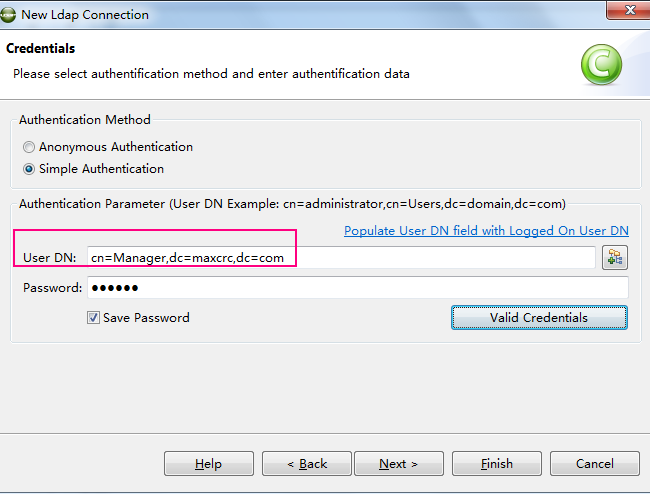 New Ldap Connection
Credentials
Please select authentification method and enter authentification data
C
Authentication Method
Anonymous Authentication
Simple Authentication
Authentication Parameter (User DN Example: cn=administrator,cn=Users,dc=domain,dc=com)
Populate User DN field with Logged On User DN
User DN: cn=Manager,dc=maxcrc,dc=com
Password: ●●●●●●
Save Password Valid Credentials
Help < Back Next > Finish Cancel